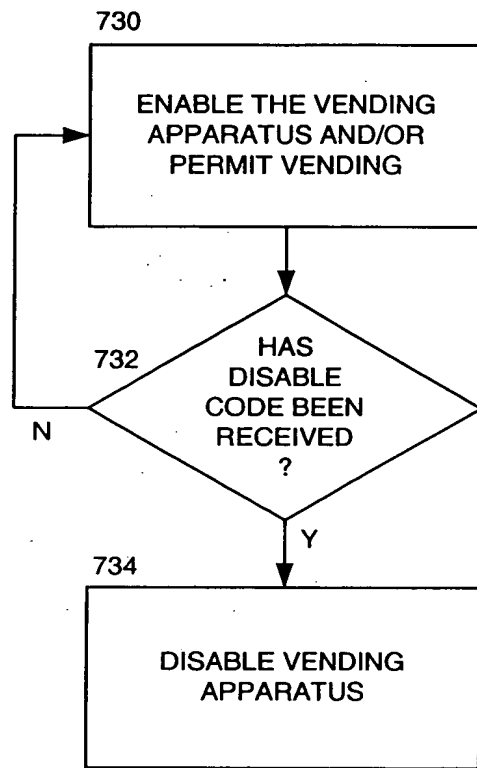 730
ENABLE THE VENDING
APPARATUS AND/OR
PERMIT VENDING
732
HAS
DISABLE
CODE BEEN
RECEIVED
?
N
Y
734
DISABLE VENDING
APPARATUS